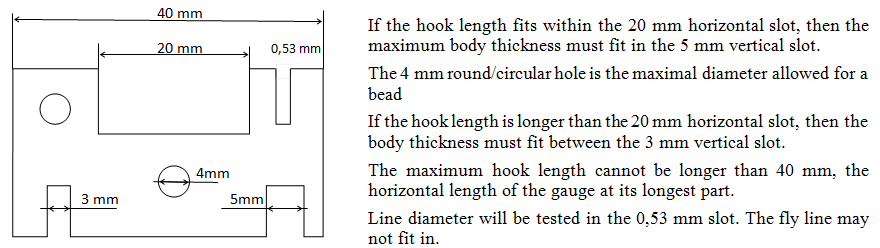 40 mm
20 mm
0,53 mm
4mm
3 mm
5mm
If the hook length fits within the 20 mm horizontal slot, then the
maximum body thickness must fit in the 5 mm vertical slot.
The 4 mm round/circular hole is the maximal diameter allowed for a
bead
If the hook length is longer than the 20 mm horizontal slot, then the
body thickness must fit between the 3 mm vertical slot.
The maximum hook length cannot be longer than 40 mm, the
horizontal length of the gauge at its longest part.
Line diameter will be tested in the 0,53 mm slot. The fly line may
not fit in.